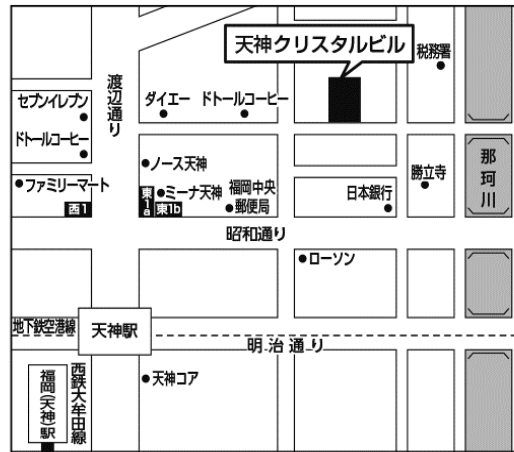 天神クリスタルビル
税務署
渡辺通り
セブンイレブン
ダイエー
ドトールコーヒー
ドトールコーヒー
ノース天神
ファミリーマート
西1
東1a
東1b
ミーナ天神
福岡中央
郵便局
日本銀行
勝立寺
那珂川
昭和通り
ローソン
地下鉄空港線
天神駅
明治通り
福岡(天神)駅
西鉄大牟田線
天神コア